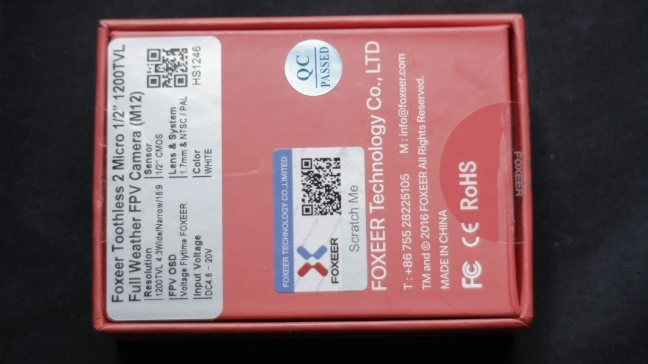 Foxeer Toothless 2 Micro 1/2" 1200TVL
Full Weather FPV Camera (M12)
Resolution
1200TVL 4:3Wide/Narrow/16:9
Sensor
1/2" CMOS
FPV OSD
Voltage Flytime FOXEER
Lens & System
1.7mm & NTSC / PAL
Input Voltage
DC4.6 - 20V
Color
WHITE
HS1246
QC
PASSED
FOXEER TECHNOLOGY CO.,LIMITED
FOXEER
Scratch Me
FOXEER Technology Co., LTD
T : +86 755 28225105 M : info@foxeer.com
TM and © 2016 FOXEER All Rights Reserved.
MADE IN CHINA
FC CE RoHS
FOXEER